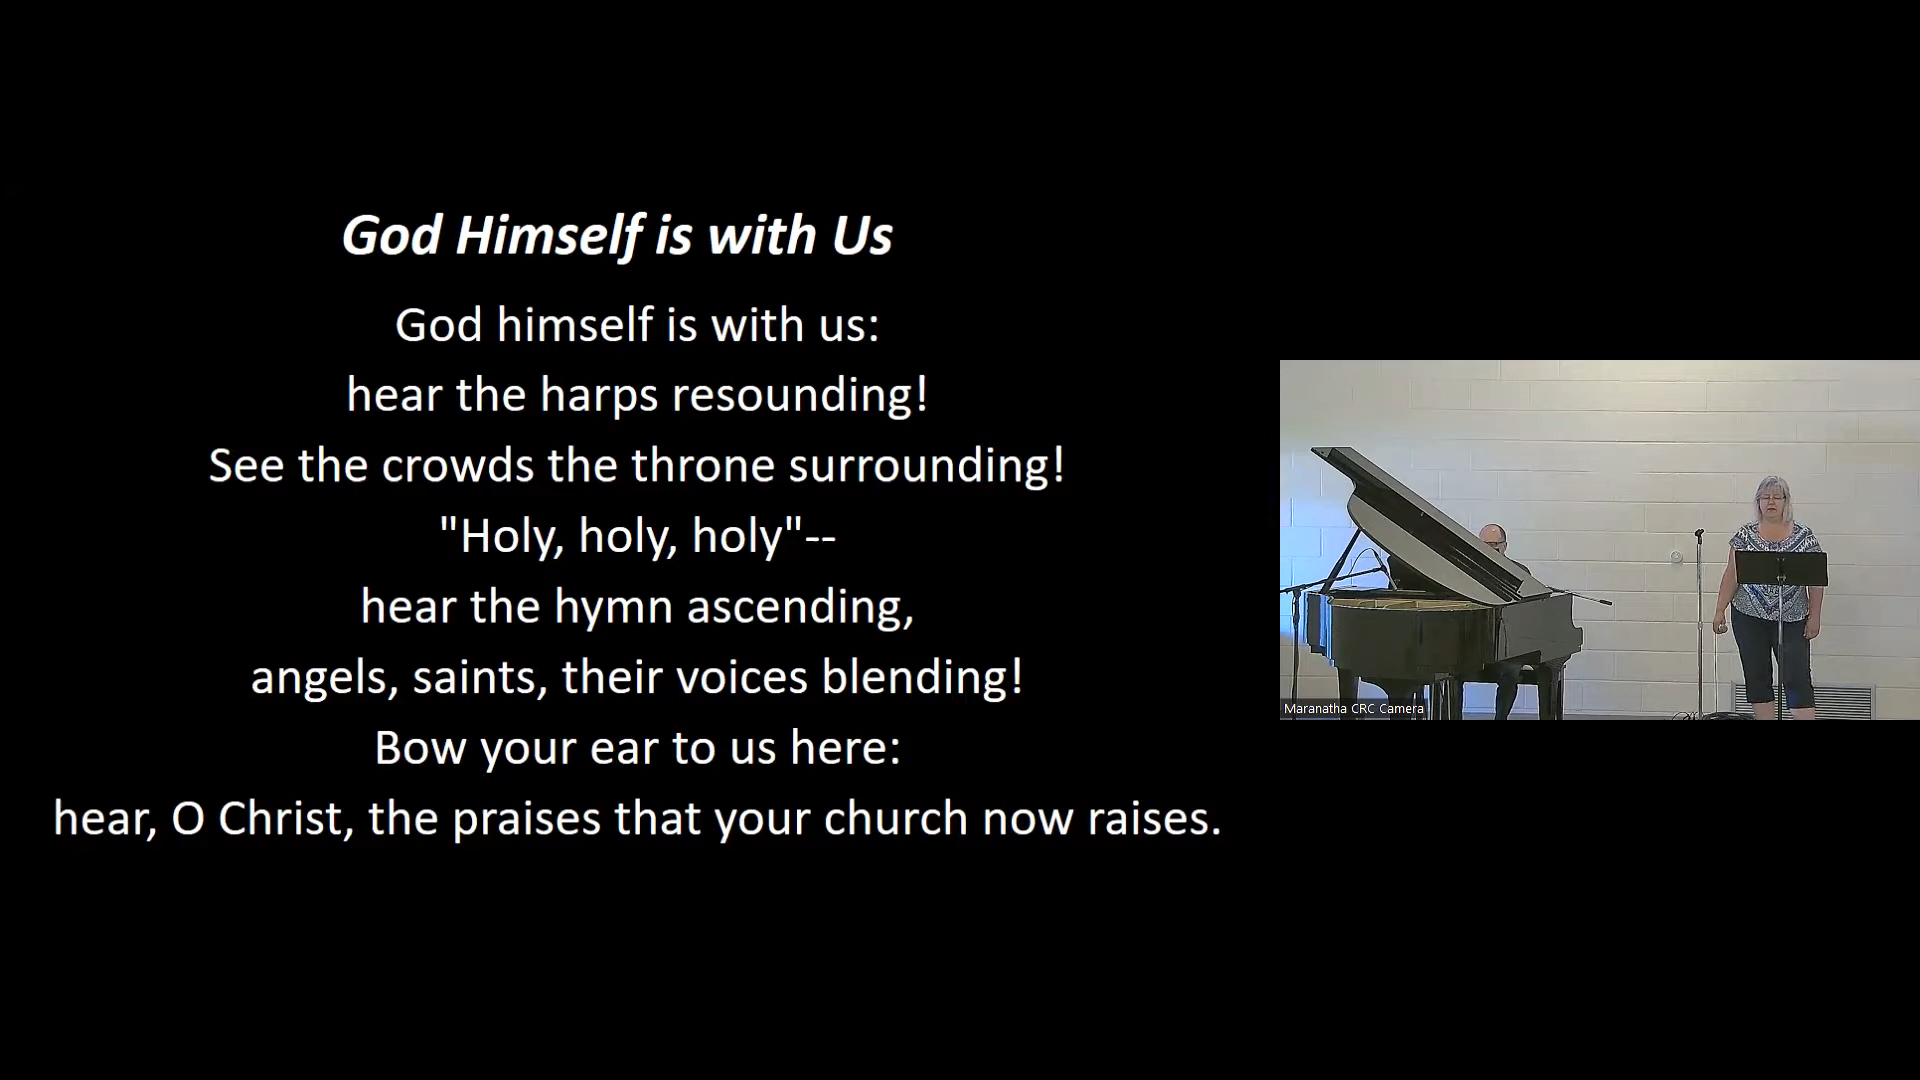 God Himself is with Us
God himself is with us:
hear the harps resounding!
See the crowds the throne surrounding!
"Holy, holy, holy"--
hear the hymn ascending,
angels, saints, their voices blending!
Bow your ear to us here:
hear, O Christ, the praises that your church now raises.
Maranatha CRC Camera